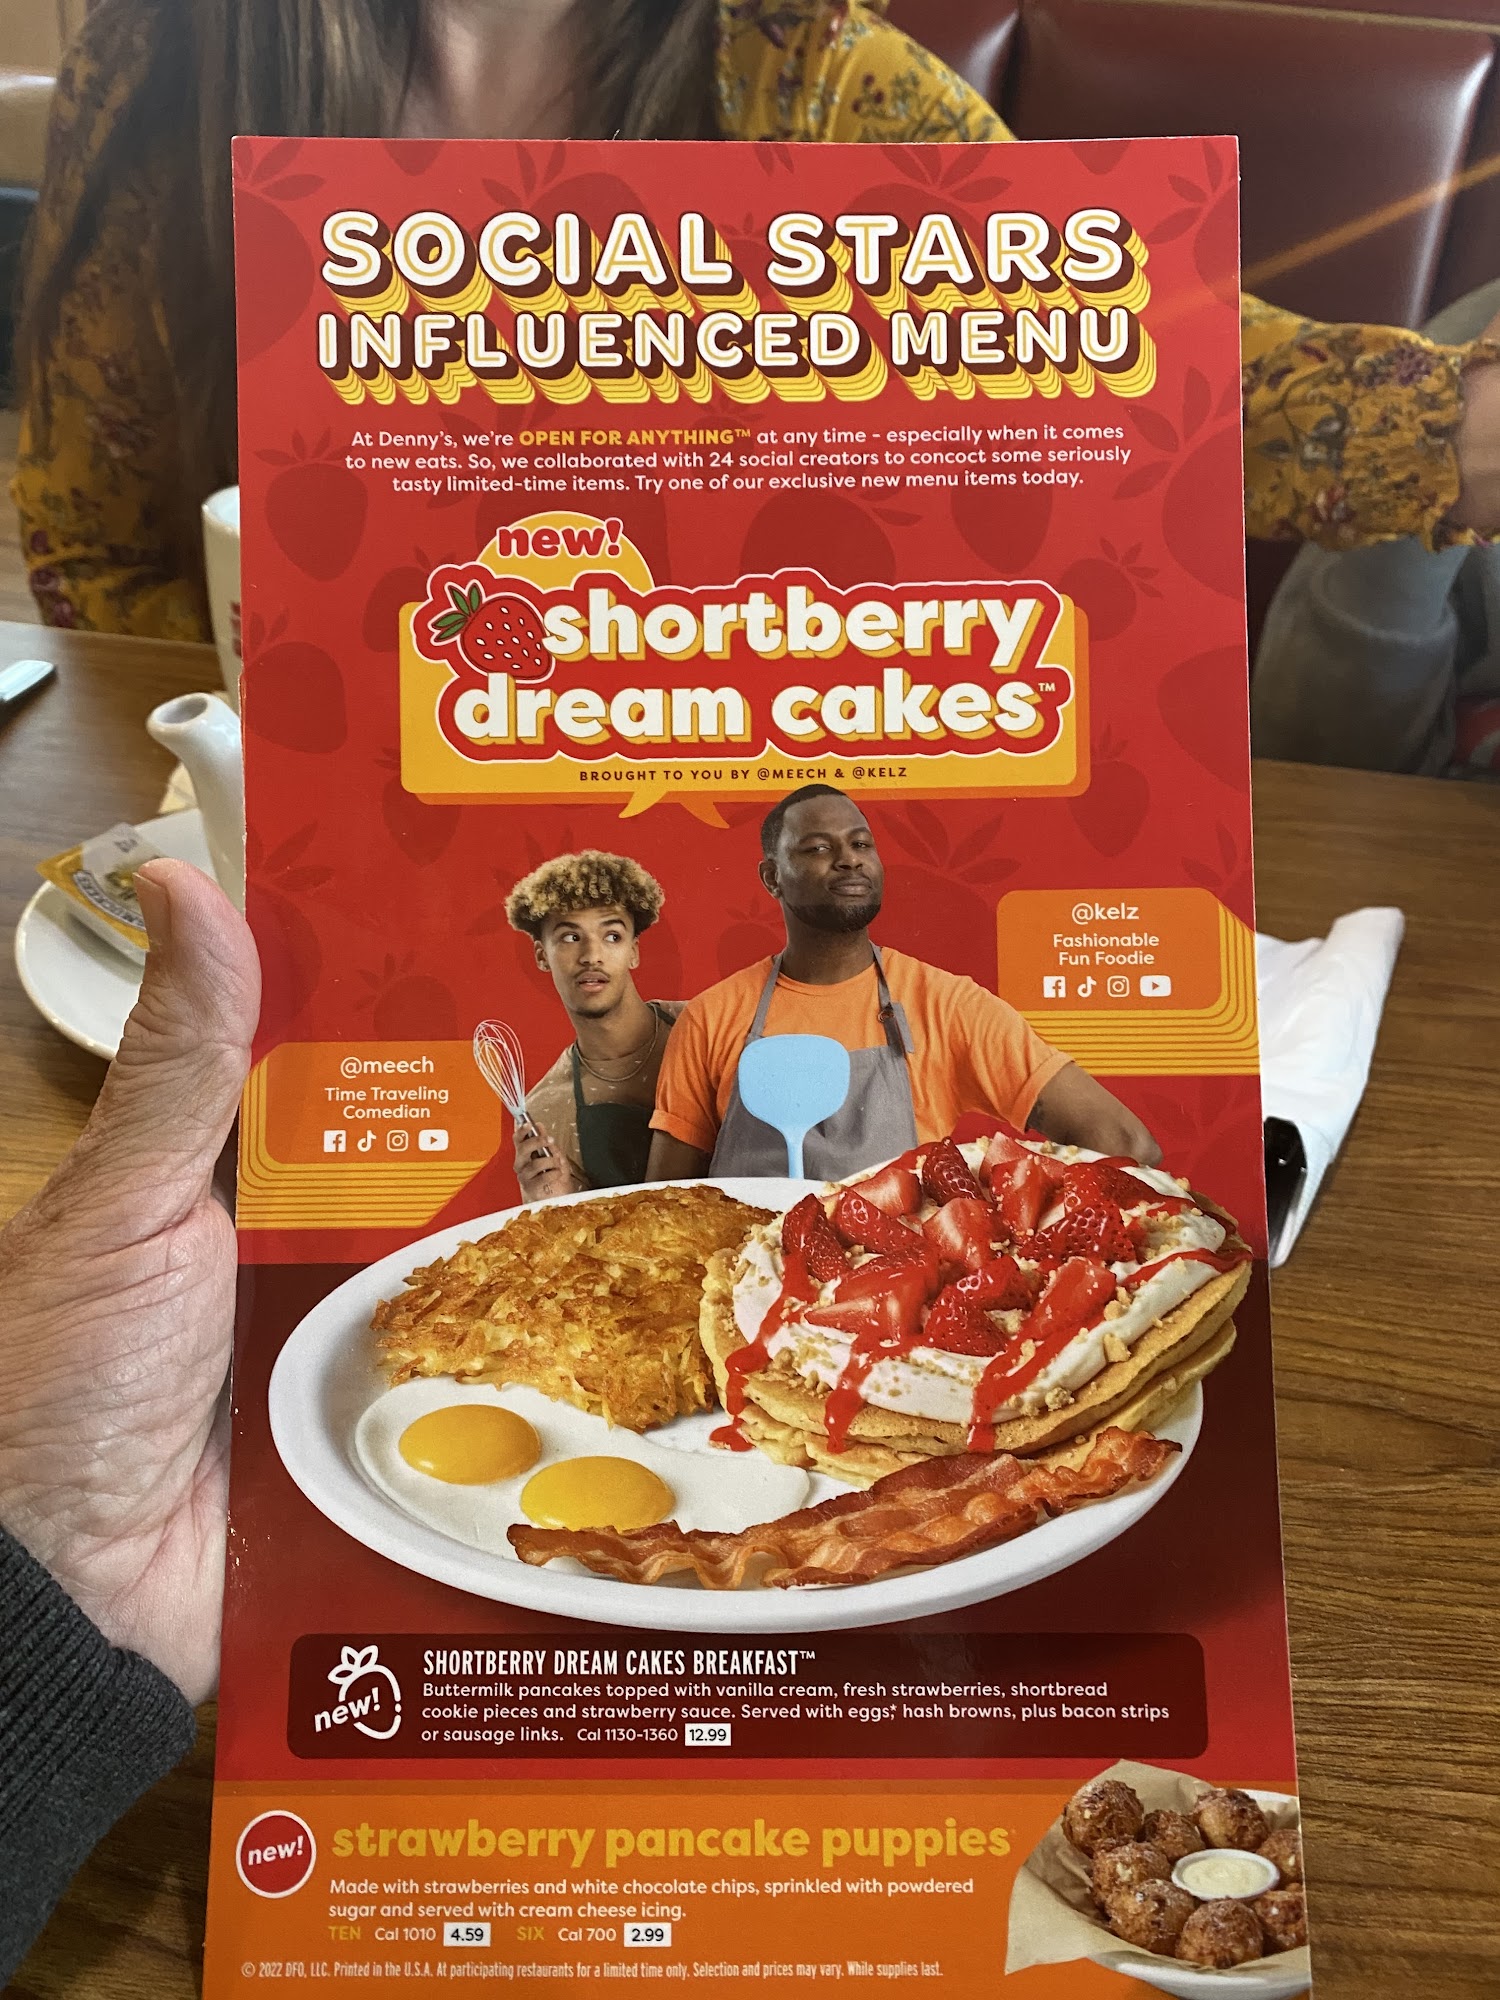 SOCIAL STARS
INFLUENCED MENU
At Denny's, we're OPEN FOR ANYTHING™ at any time - especially when it comes
to new eats. So, we collaborated with 24 social creators to concoct some seriously
tasty limited-time items. Try one of our exclusive new menu items today.
new!
shortberry
dream cakes™
BROUGHT TO YOU BY @MEECH & @KELZ
@kelz
Fashionable
Fun Foodie
@meech
Time Traveling
Comedian
new!
SHORTBERRY DREAM CAKES BREAKFAST™
Buttermilk pancakes topped with vanilla cream, fresh strawberries, shortbread
cookie pieces and strawberry sauce. Served with eggs,* hash browns, plus bacon strips
or sausage links. Cal 1130-1360 12.99
new!
strawberry pancake puppies
Made with strawberries and white chocolate chips, sprinkled with powdered
sugar and served with cream cheese icing.
TEN Cal 1010 4.59 SIX Cal 700 2.99
© 2022 DFO, LLC. Printed in the U.S.A. At participating restaurants for a limited time only. Selection and prices may vary. While supplies last.